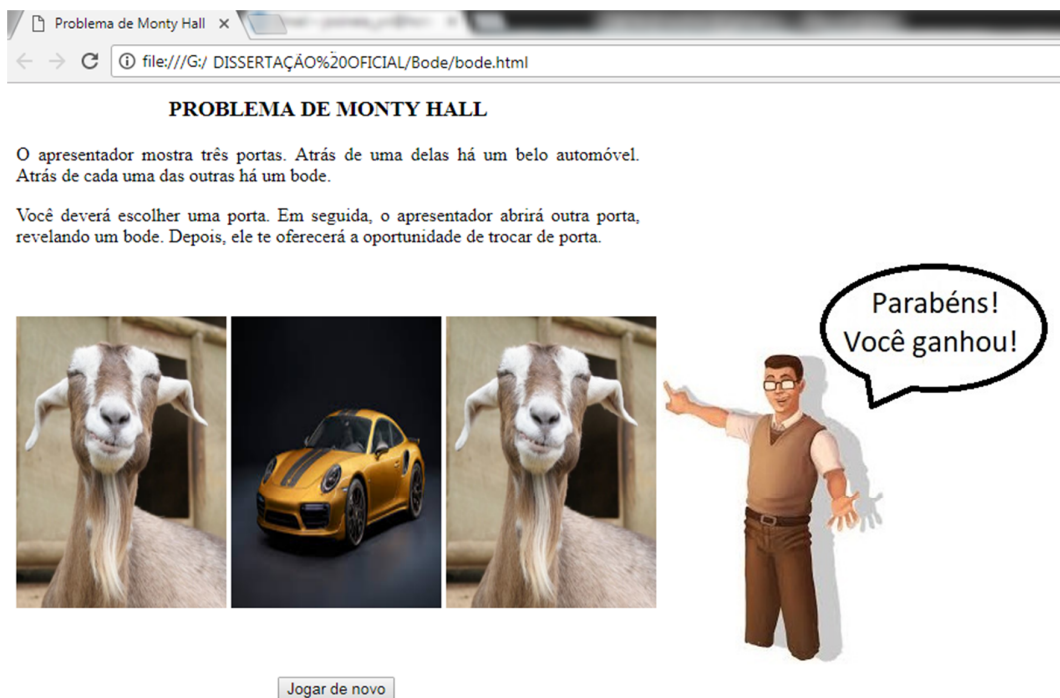 Problema de Monty Hall
file:///G:/ DISSERTAÇÃO%20OFICIAL/Bode/bode.html
PROBLEMA DE MONTY HALL
O apresentador mostra três portas. Atrás de uma delas há um belo automóvel.
Atrás de cada uma das outras há um bode.
Você deverá escolher uma porta. Em seguida, o apresentador abrirá outra porta,
revelando um bode. Depois, ele te oferecerá a oportunidade de trocar de porta.
Parabéns!
Você ganhou!
Jogar de novo